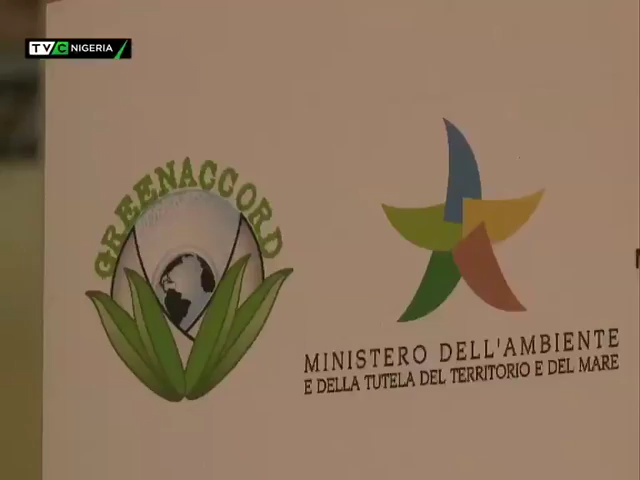 TVC NIGERIA
GREENACCORD
MINISTERO DELL'AMBIENTE
E DELLA TUTELA DEL TERRITORIO E DEL MARE